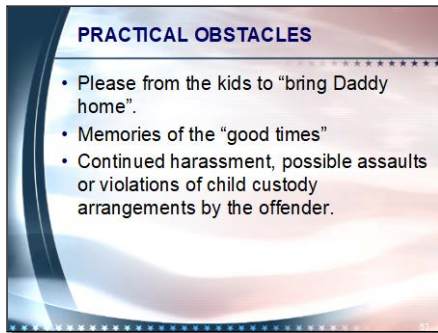 PRACTICAL OBSTACLES
• Please from the kids to “bring Daddy
home”.
• Memories of the “good times”
• Continued harassment, possible assaults
or violations of child custody
arrangements by the offender.